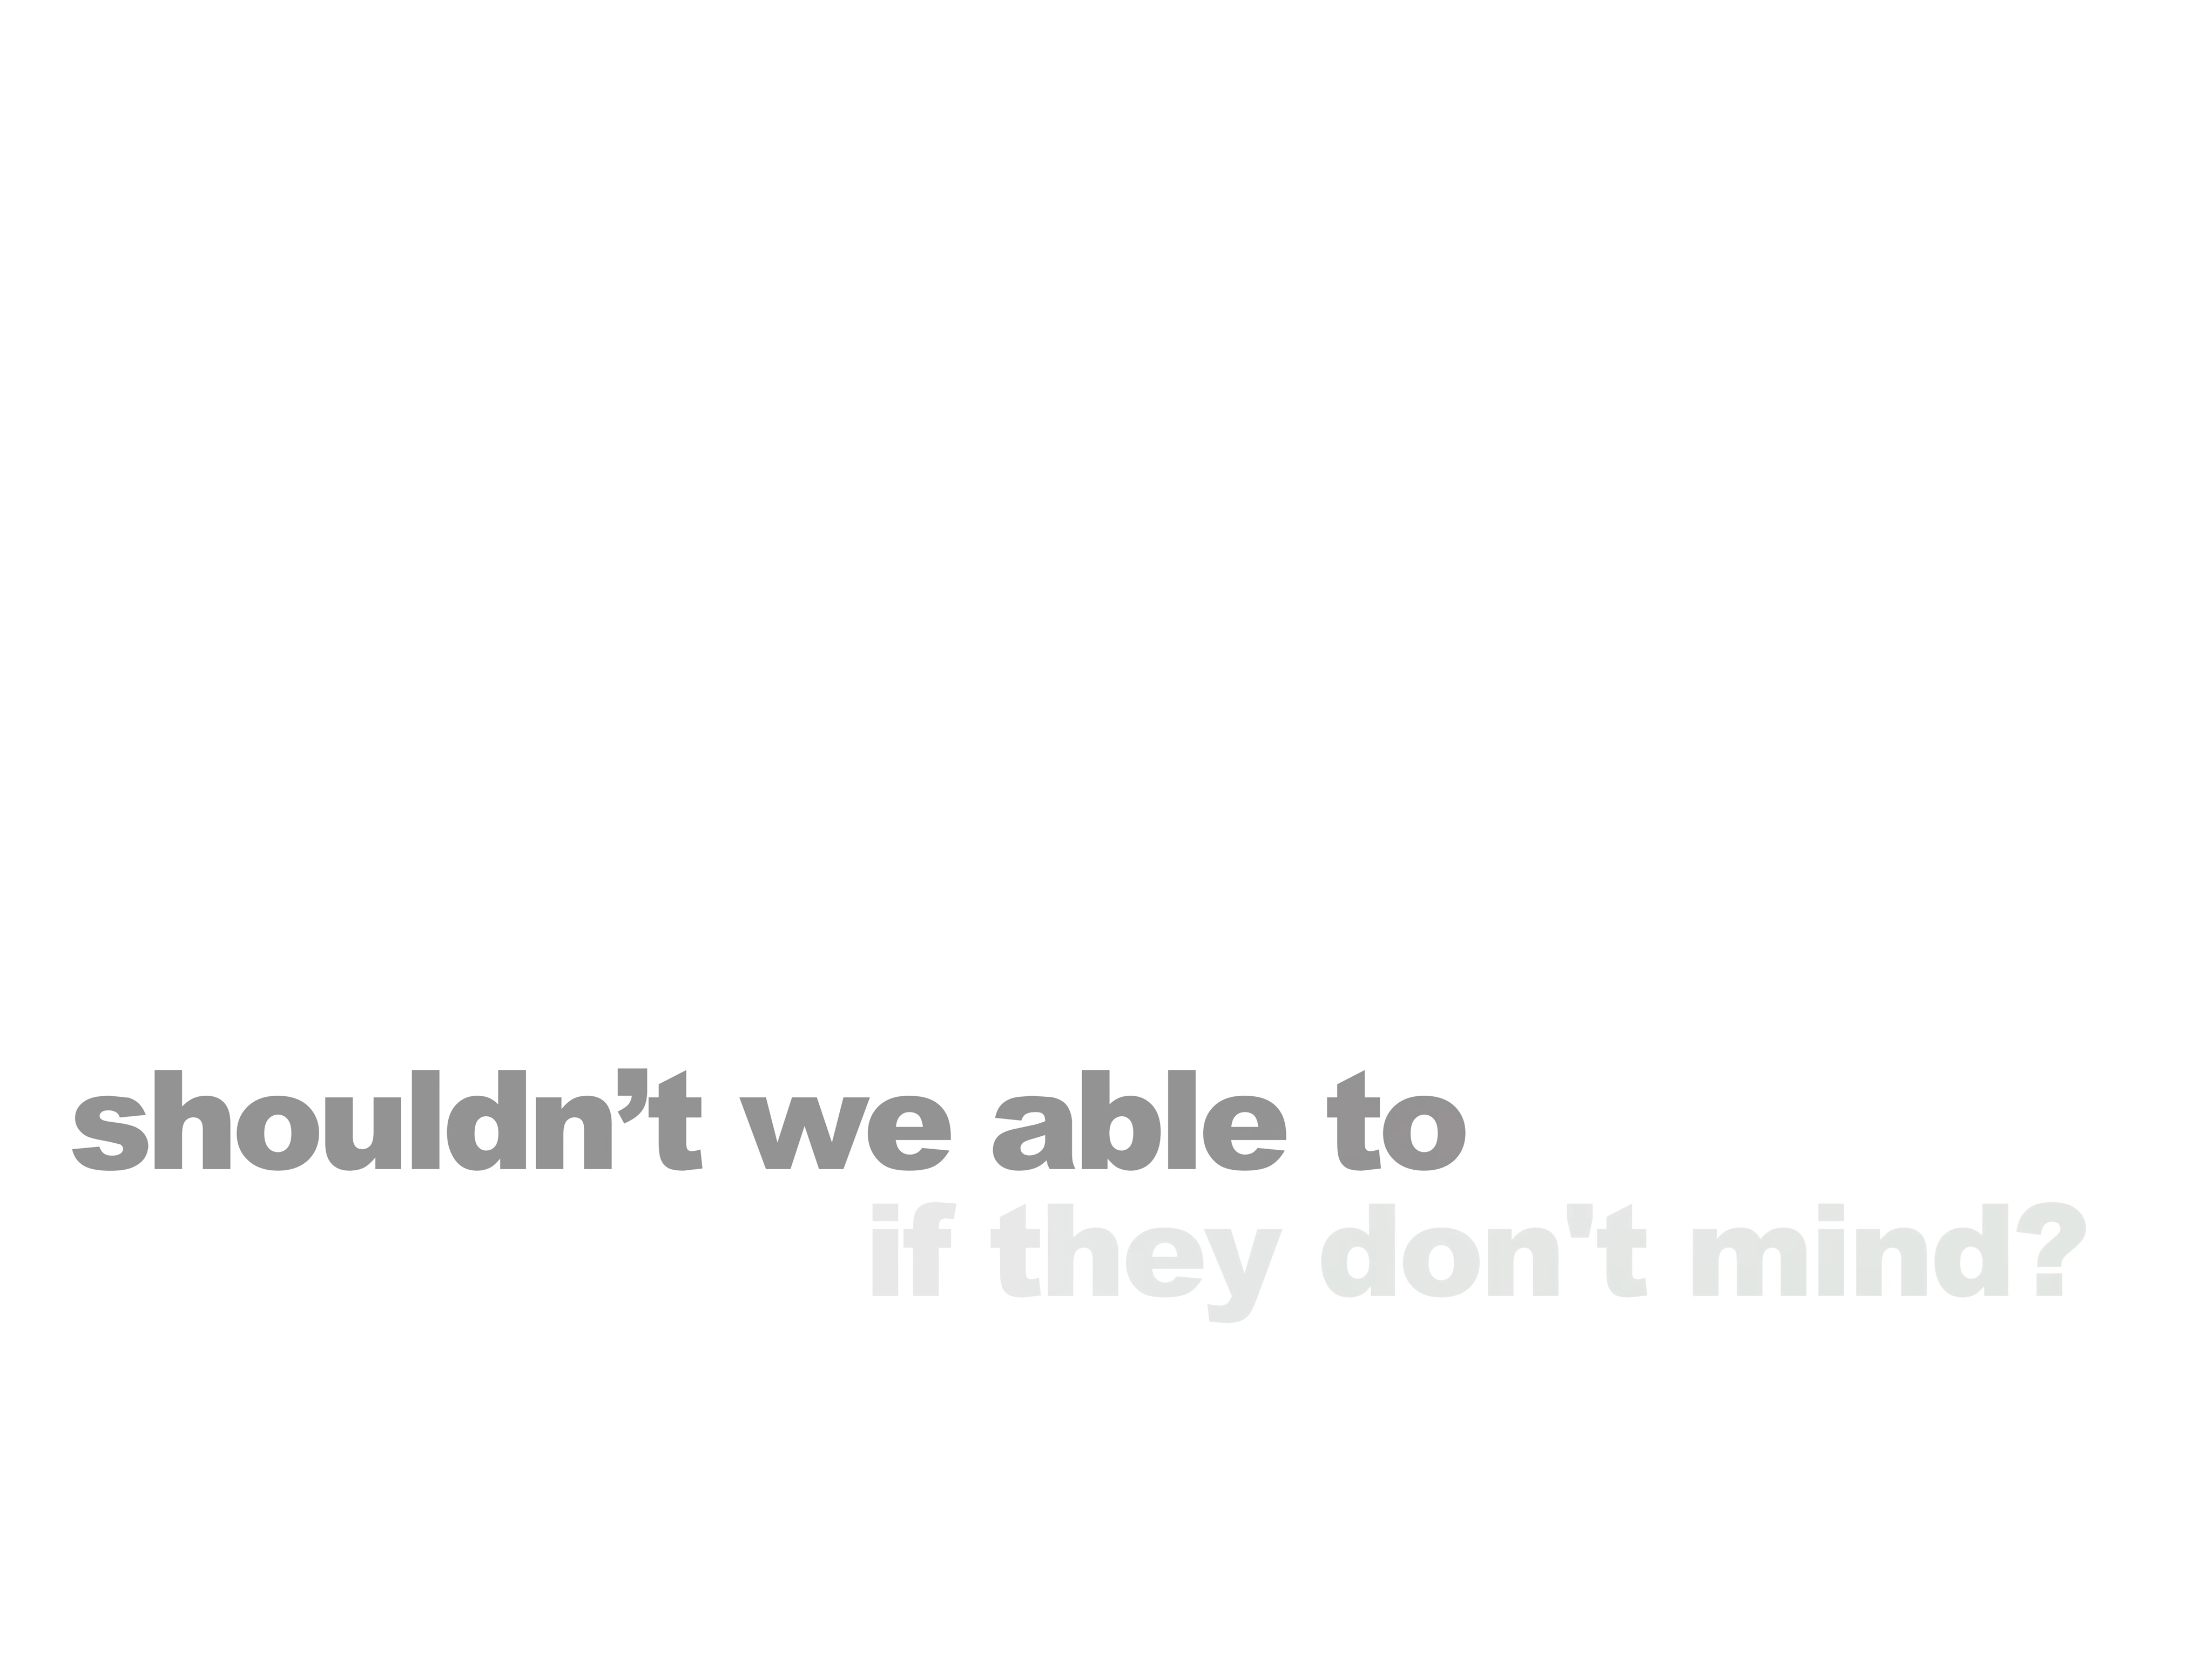 shouldn’t we able to
if they don't mind?